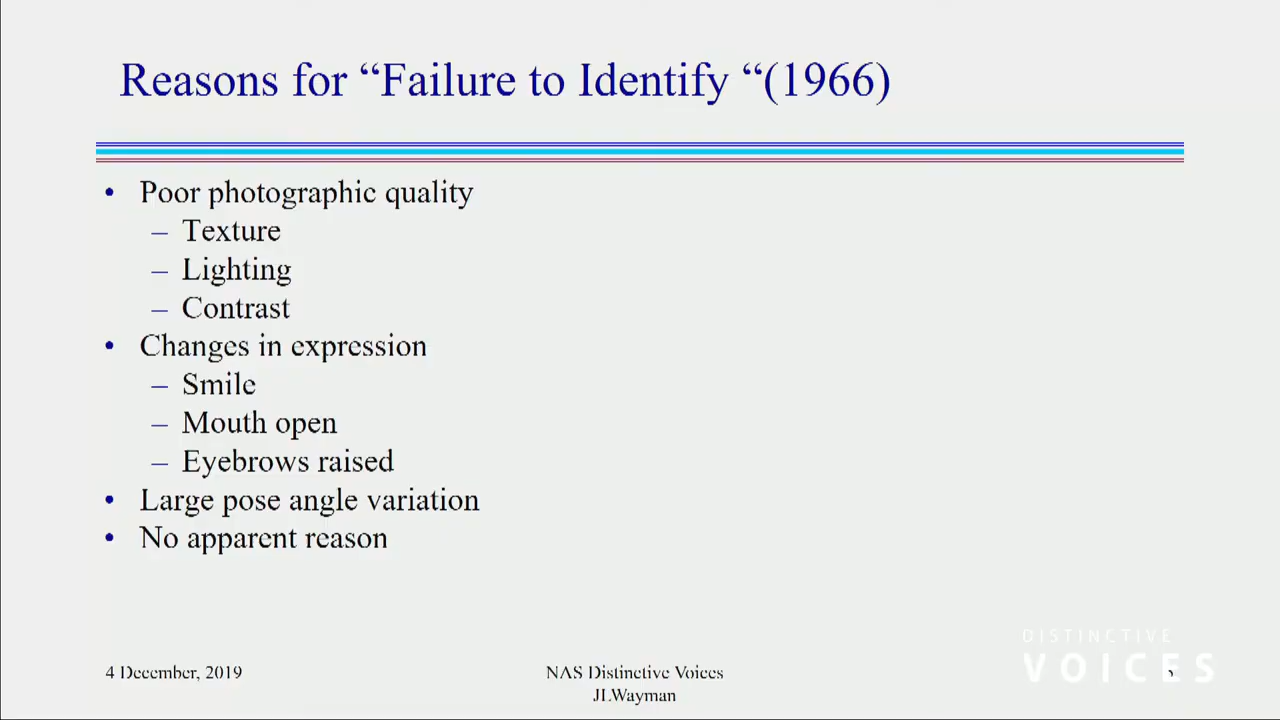 Reasons for “Failure to Identify “(1966)
• Poor photographic quality
– Texture
– Lighting
– Contrast
• Changes in expression
– Smile
– Mouth open
– Eyebrows raised
• Large pose angle variation
• No apparent reason
4 December, 2019
NAS Distinctive Voices
JLWayman
DISTINCTIVE
VOICES